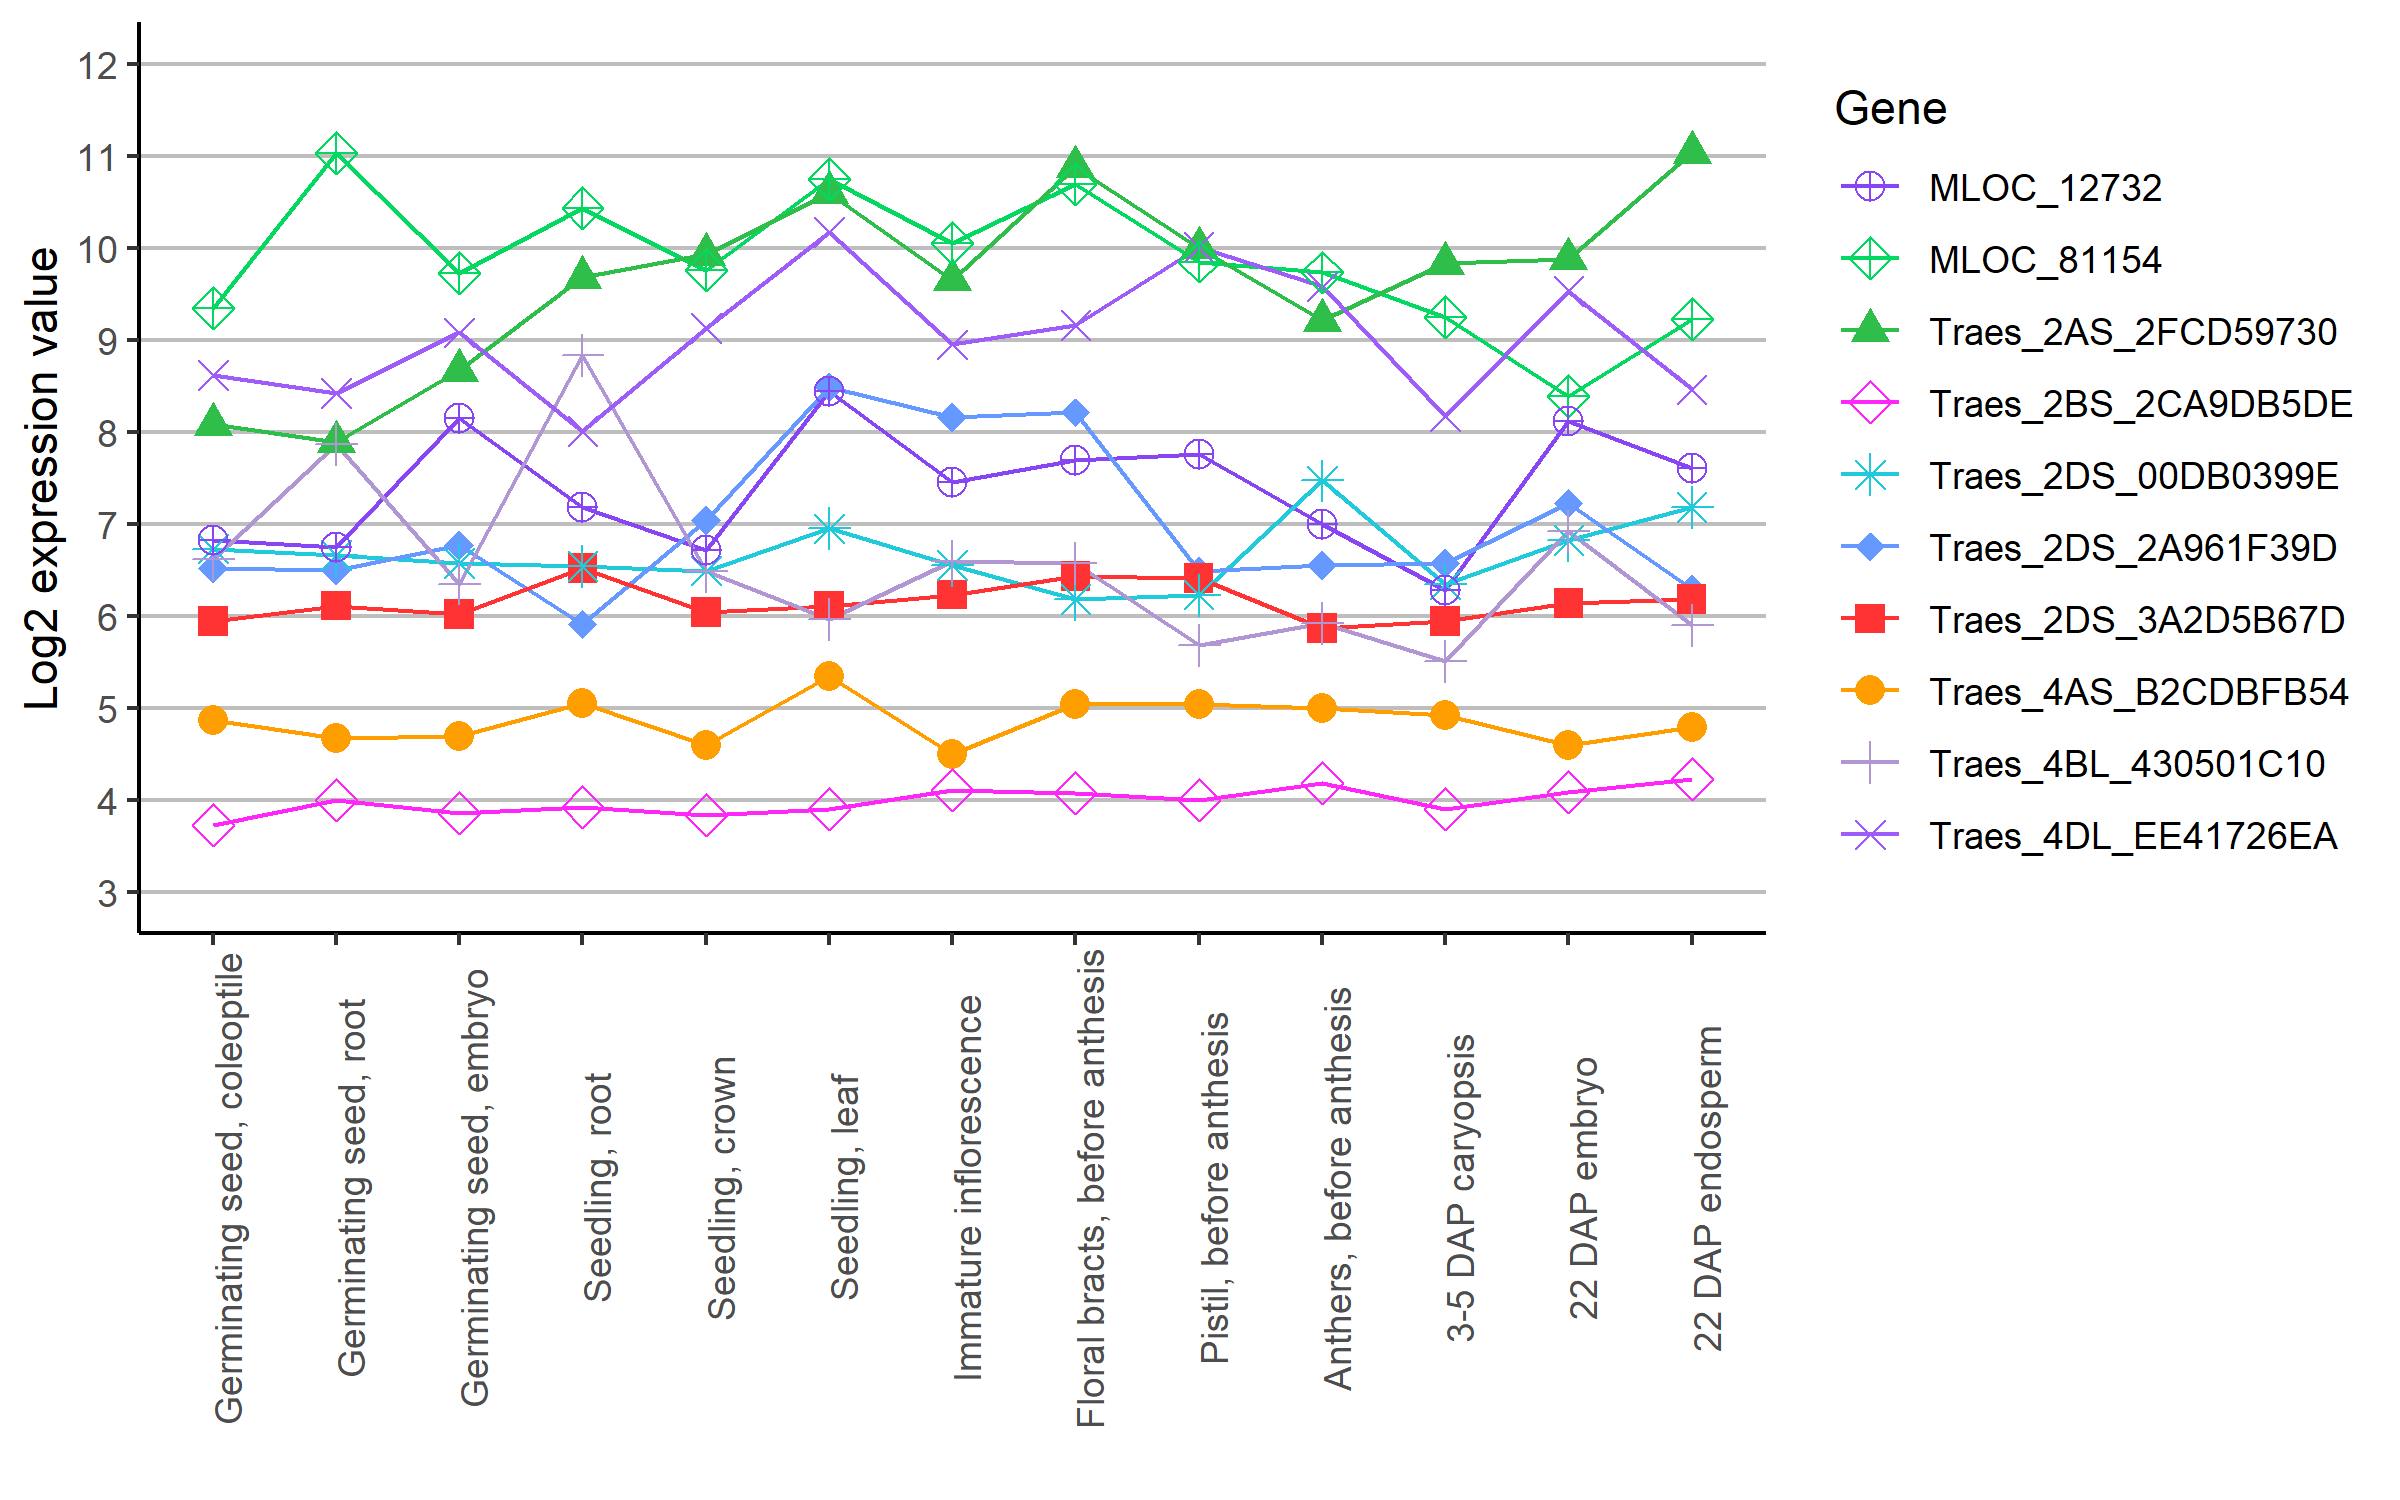 Log2 expression value
12
11
10
9
8
7
6
5
4
3
Germinating seed, coleoptile
Germinating seed, root
Germinating seed, embryo
Seedling, root
Seedling, crown
Seedling, leaf
Immature inflorescence
Floral bracts, before anthesis
Pistil, before anthesis
Anthers, before anthesis
3-5 DAP caryopsis
22 DAP embryo
22 DAP endosperm
Gene
MLOC_12732
MLOC_81154
Traes_2AS_2FCD59730
Traes_2BS_2CA9DB5DE
Traes_2DS_00DB0399E
Traes_2DS_2A961F39D
Traes_2DS_3A2D5B67D
Traes_4AS_B2CDBFB54
Traes_4BL_430501C10
Traes_4DL_EE41726EA